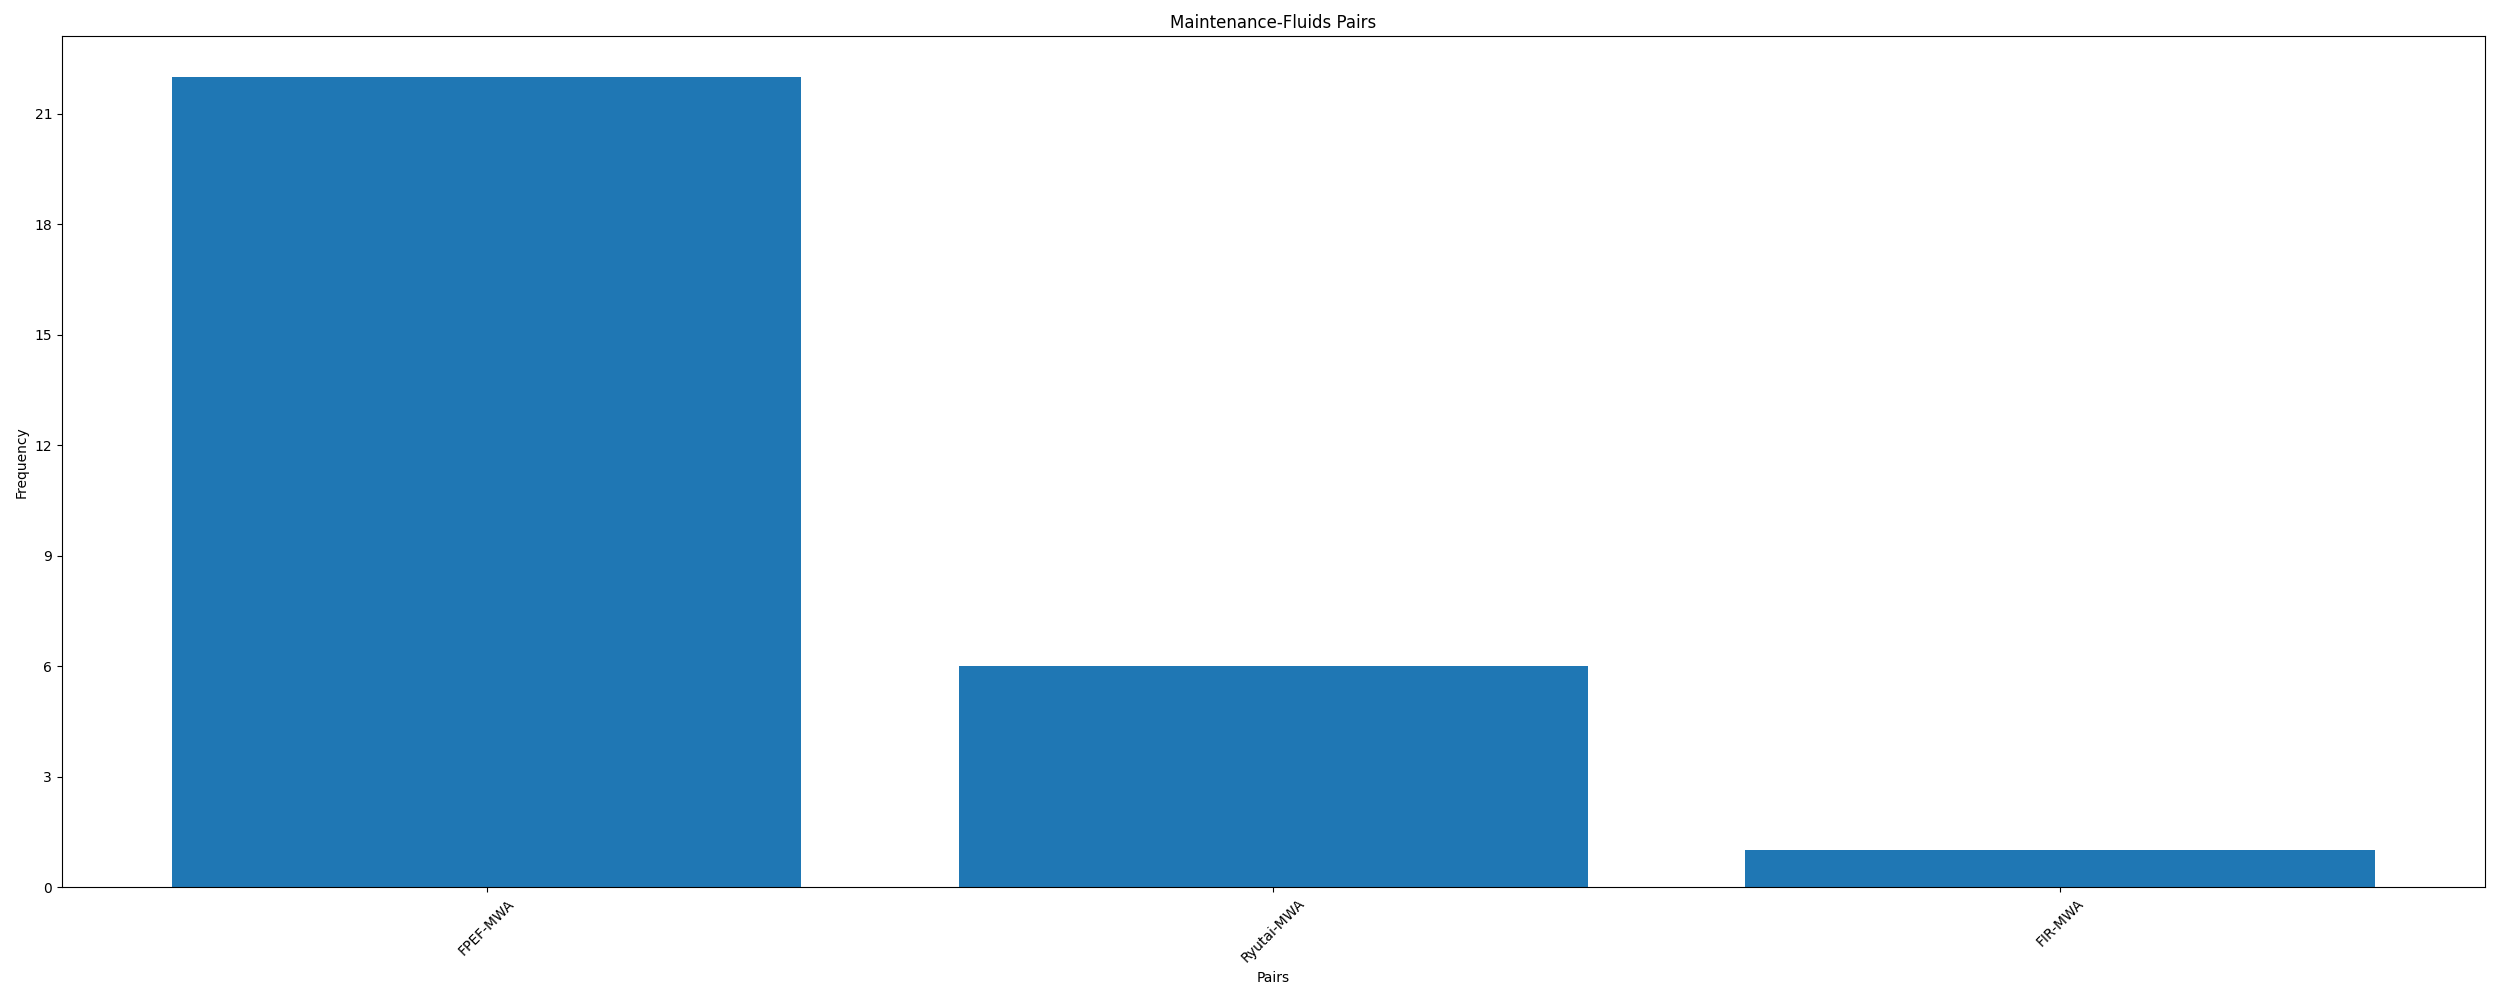 Maintenance-Fluids Pairs
21
18
15
12
9
6
3
0
Frequency
FPEF-MWA
Ryutai-MWA
FIR-MWA
Pairs